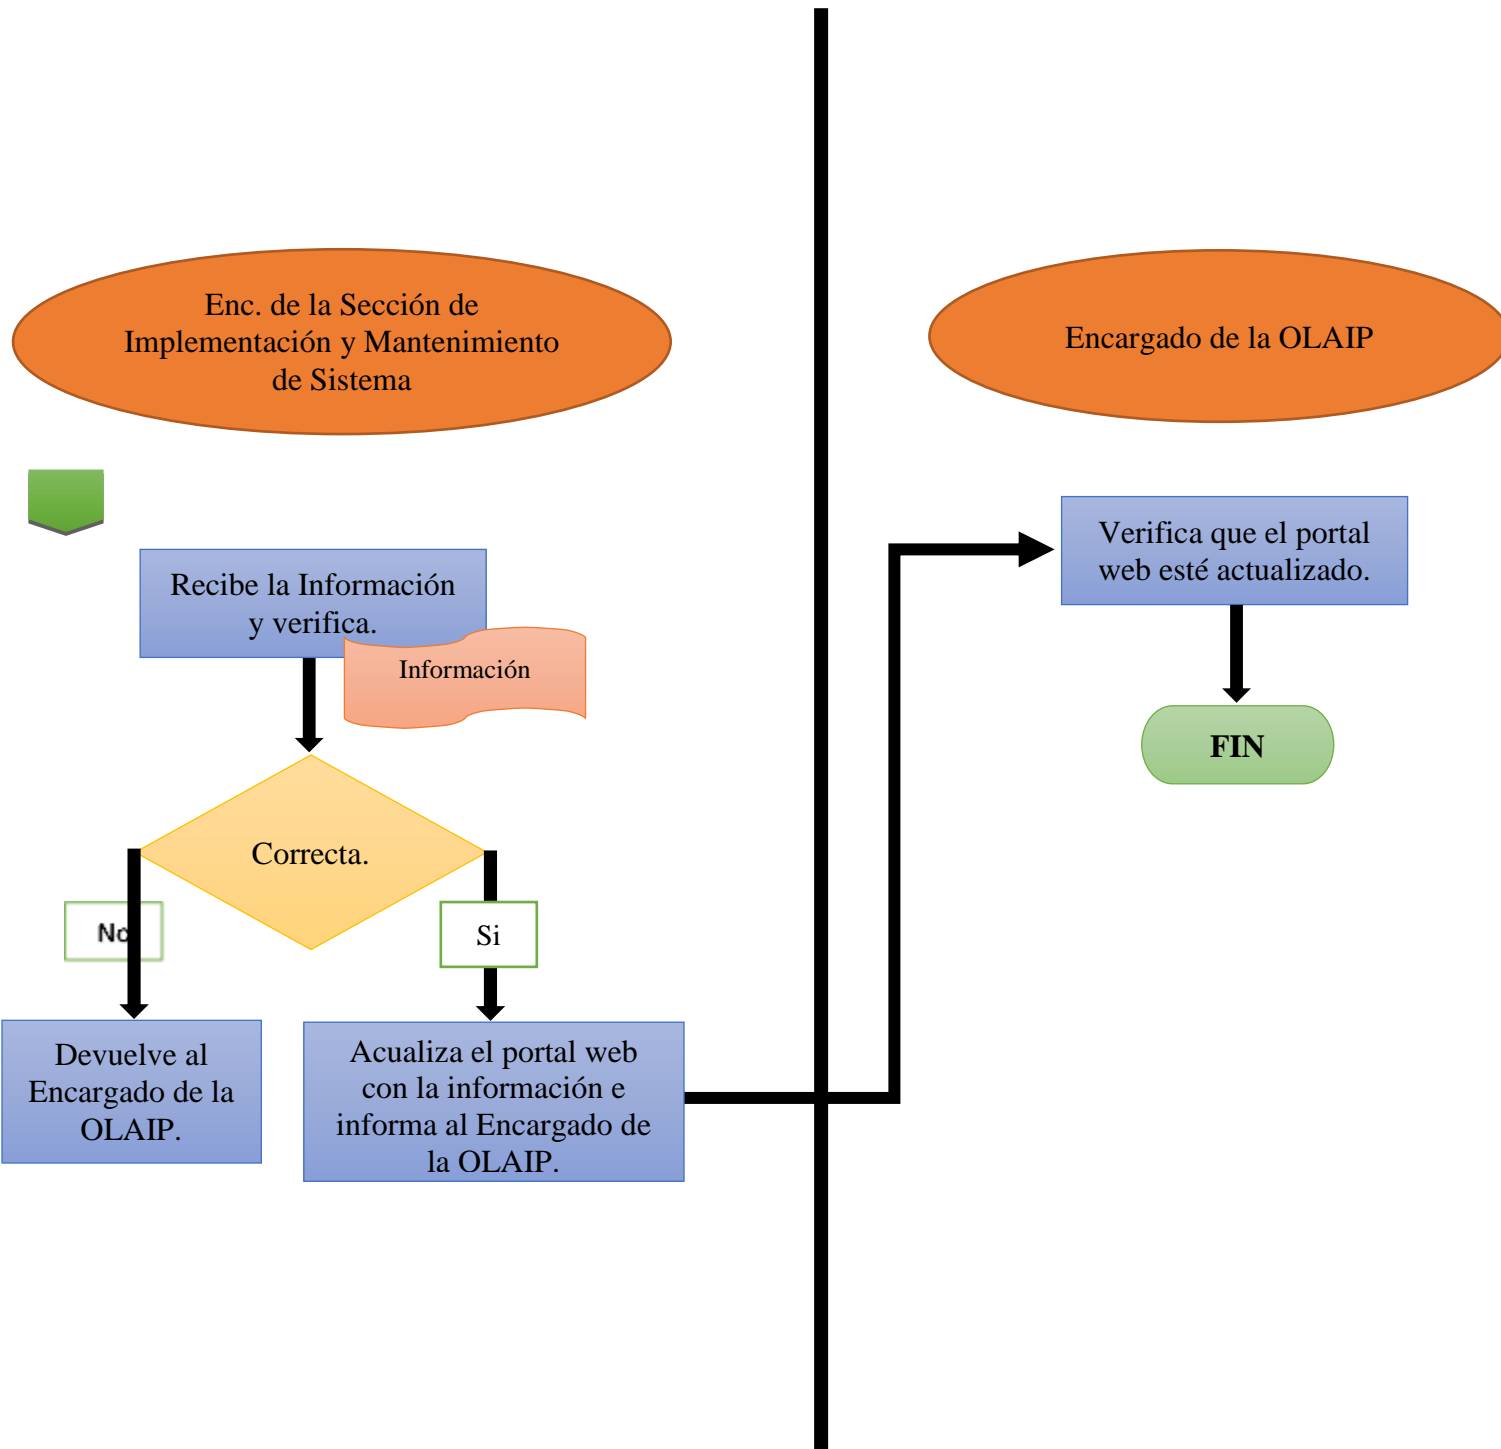 Enc. de la Sección de
Implementación y Mantenimiento
de Sistema
Encargado de la OLAIP
Recibe la Información
y verifica.
Información
Correcta.
No
Si
Devuelve al
Encargado de la
OLAIP.
Acualiza el portal web
con la información e
informa al Encargado de
la OLAIP.
Verifica que el portal
web esté actualizado.
FIN